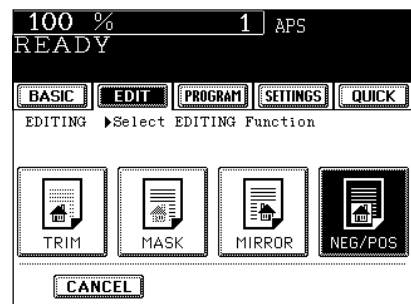 100 % 1 APS
READY
BASIC EDIT PROGRAM SETTINGS QUICK
EDITING ▶Select EDITING Function
TRIM MASK MIRROR NEG/POS
CANCEL